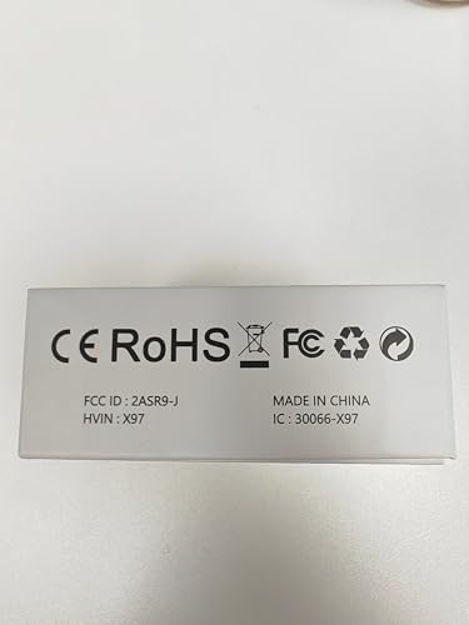 CE RoHS FC
FCC ID : 2ASR9-J
HVIN : X97
MADE IN CHINA
IC : 30066-X97